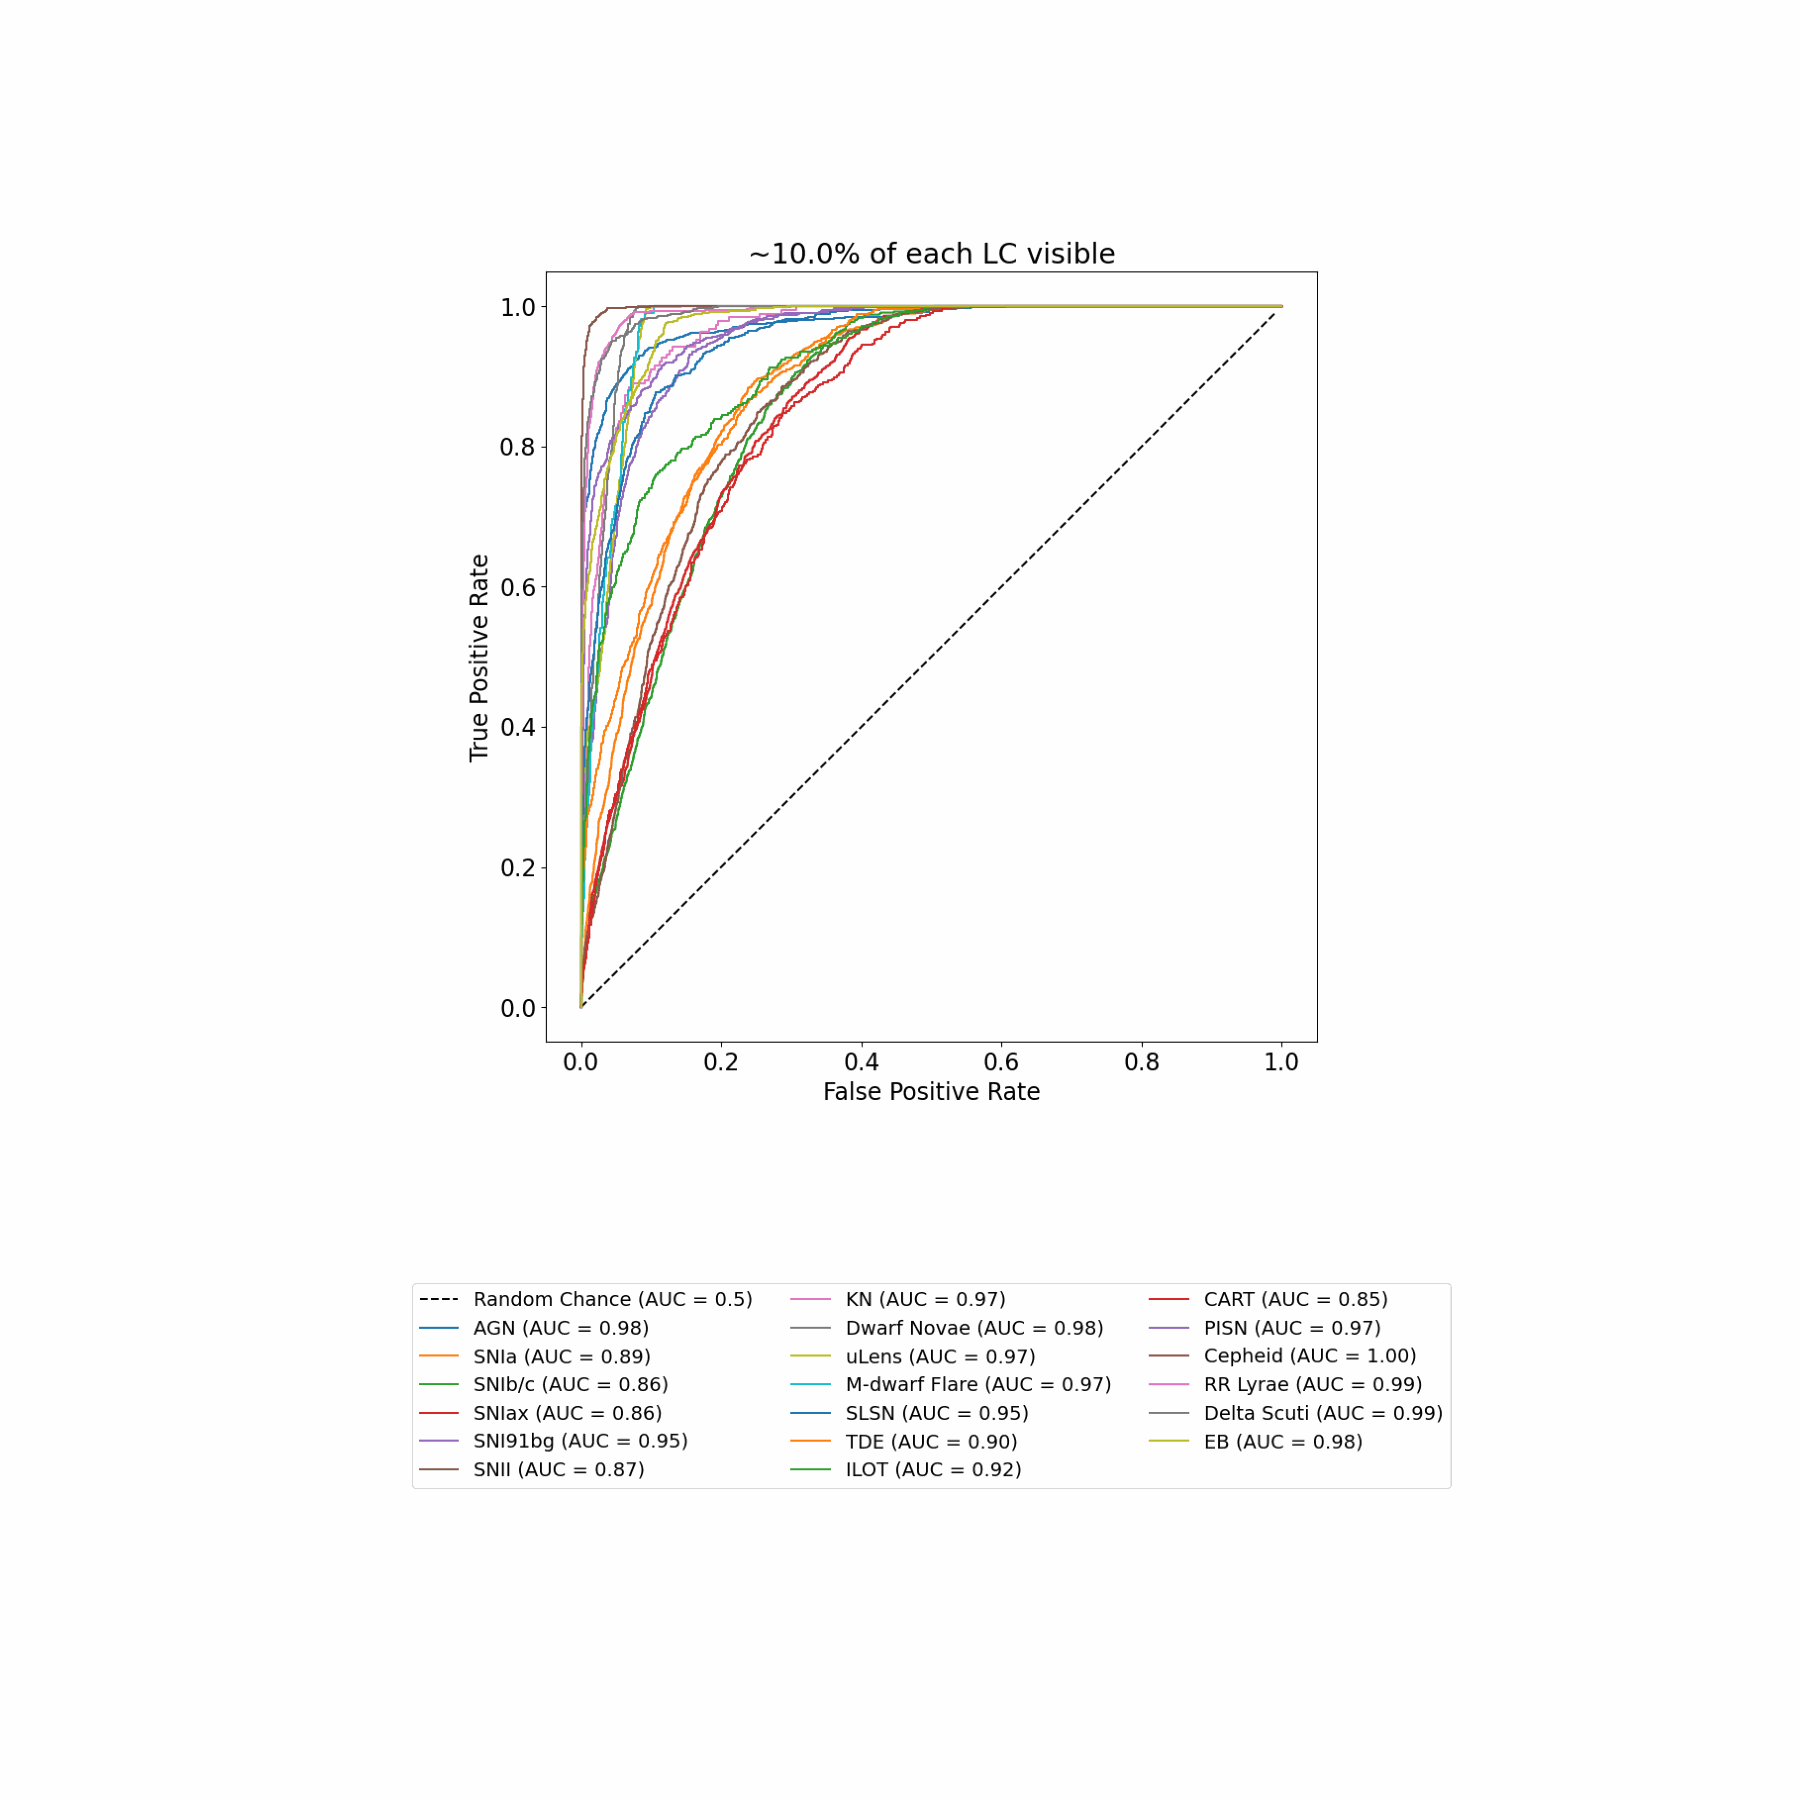 ~10.0% of each LC visible
True Positive Rate
1.0
0.8
0.6
0.4
0.2
0.0
0.0 0.2 0.4 0.6 0.8 1.0
False Positive Rate
Random Chance (AUC = 0.5)
AGN (AUC = 0.98)
SNIa (AUC = 0.89)
SNIb/c (AUC = 0.86)
SNIax (AUC = 0.86)
SNI91bg (AUC = 0.95)
SNII (AUC = 0.87)
KN (AUC = 0.97)
Dwarf Novae (AUC = 0.98)
uLens (AUC = 0.97)
M-dwarf Flare (AUC = 0.97)
SLSN (AUC = 0.95)
TDE (AUC = 0.90)
ILOT (AUC = 0.92)
CART (AUC = 0.85)
PISN (AUC = 0.97)
Cepheid (AUC = 1.00)
RR Lyrae (AUC = 0.99)
Delta Scuti (AUC = 0.99)
EB (AUC = 0.98)